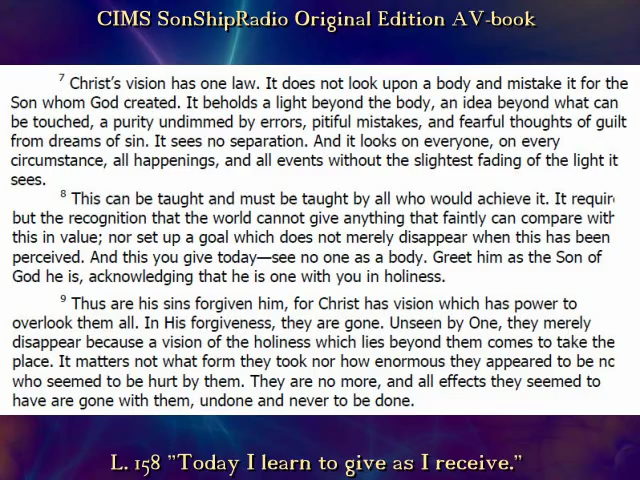 CIMS SonShipRadio Original Edition AV-book
7 Christ's vision has one law. It does not look upon a body and mistake it for the
Son whom God created. It beholds a light beyond the body, an idea beyond what can
be touched, a purity undimmed by errors, pitiful mistakes, and fearful thoughts of guilt
from dreams of sin. It sees no separation. And it looks on everyone, on every
circumstance, all happenings, and all events without the slightest fading of the light it
sees.
8 This can be taught and must be taught by all who would achieve it. It requir
but the recognition that the world cannot give anything that faintly can compare with
this in value; nor set up a goal which does not merely disappear when this has been
perceived. And this you give today—see no one as a body. Greet him as the Son of
God he is, acknowledging that he is one with you in holiness.
9 Thus are his sins forgiven him, for Christ has vision which has power to
overlook them all. In His forgiveness, they are gone. Unseen by One, they merely
disappear because a vision of the holiness which lies beyond them comes to take the
place. It matters not what form they took nor how enormous they appeared to be no
who seemed to be hurt by them. They are no more, and all effects they seemed to
have are gone with them, undone and never to be done.
L. 158 "Today I learn to give as I receive."